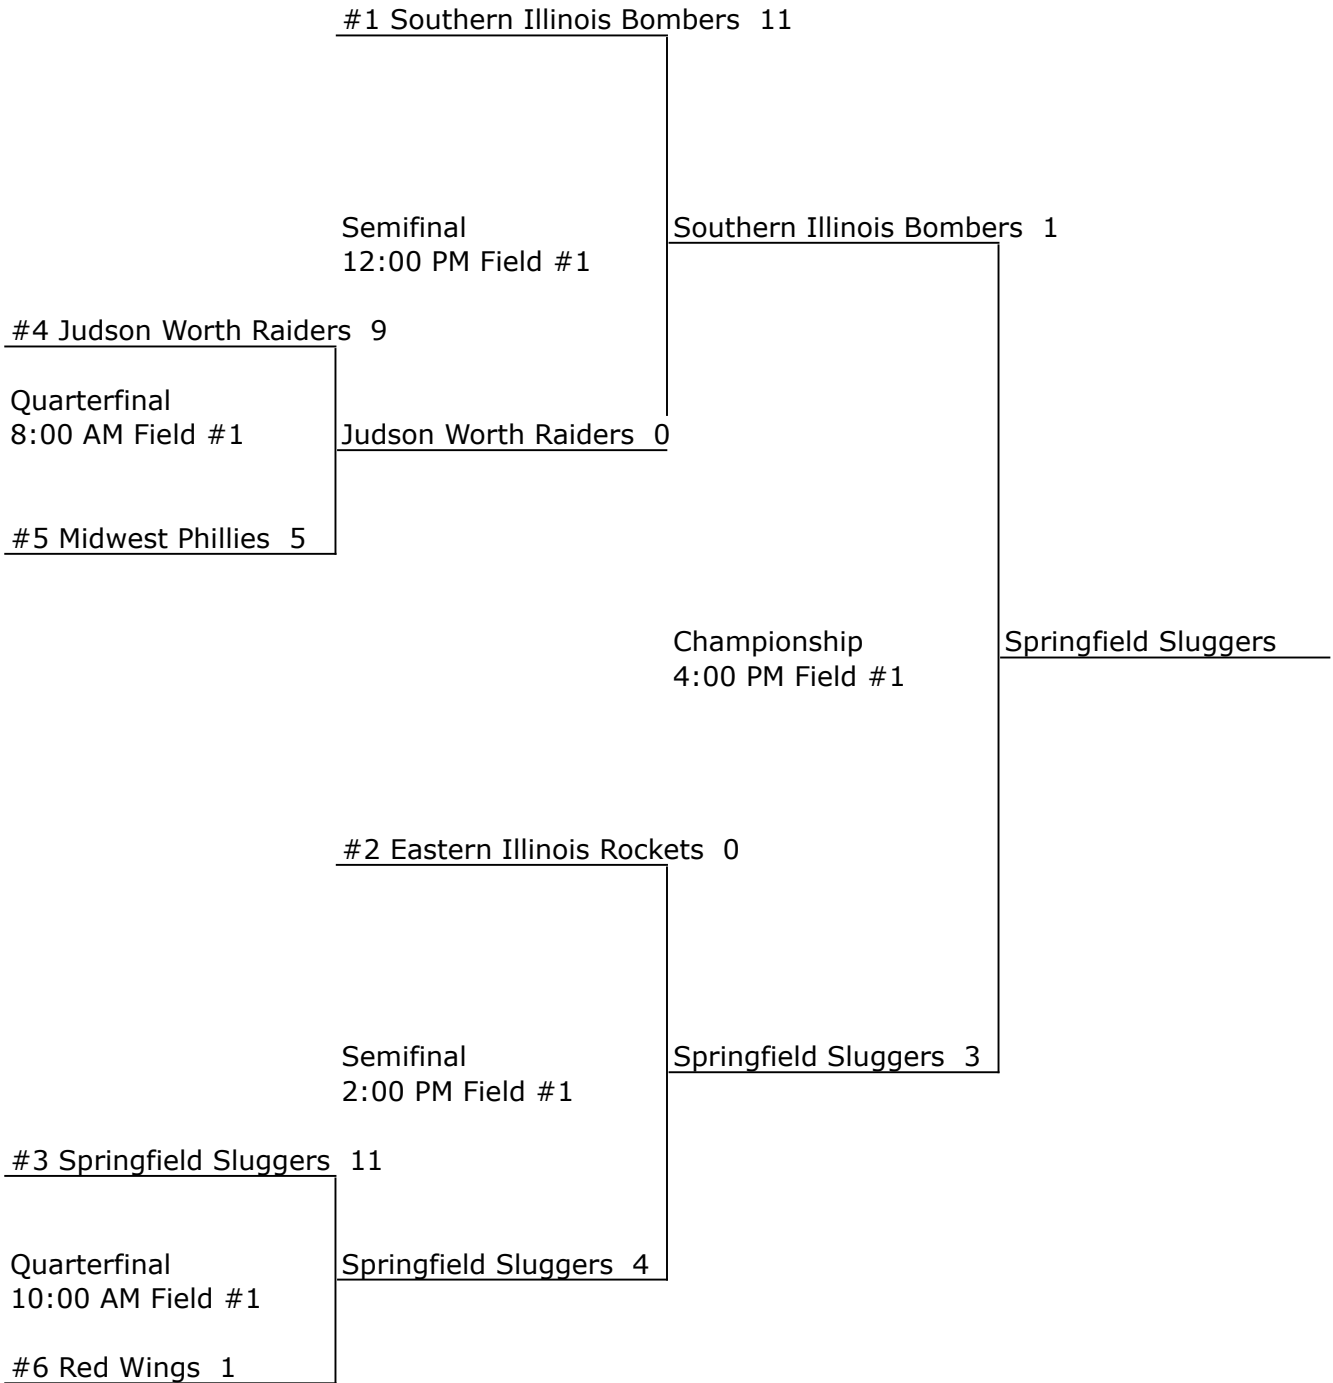 #1 Southern Illinois Bombers 11
Semifinal
12:00 PM Field #1
Southern Illinois Bombers 1
#4 Judson Worth Raiders 9
Quarterfinal
8:00 AM Field #1
Judson Worth Raiders 0
#5 Midwest Phillies 5
Championship
4:00 PM Field #1
Springfield Sluggers
#2 Eastern Illinois Rockets 0
Semifinal
2:00 PM Field #1
Springfield Sluggers 3
#3 Springfield Sluggers 11
Quarterfinal
10:00 AM Field #1
Springfield Sluggers 4
#6 Red Wings 1